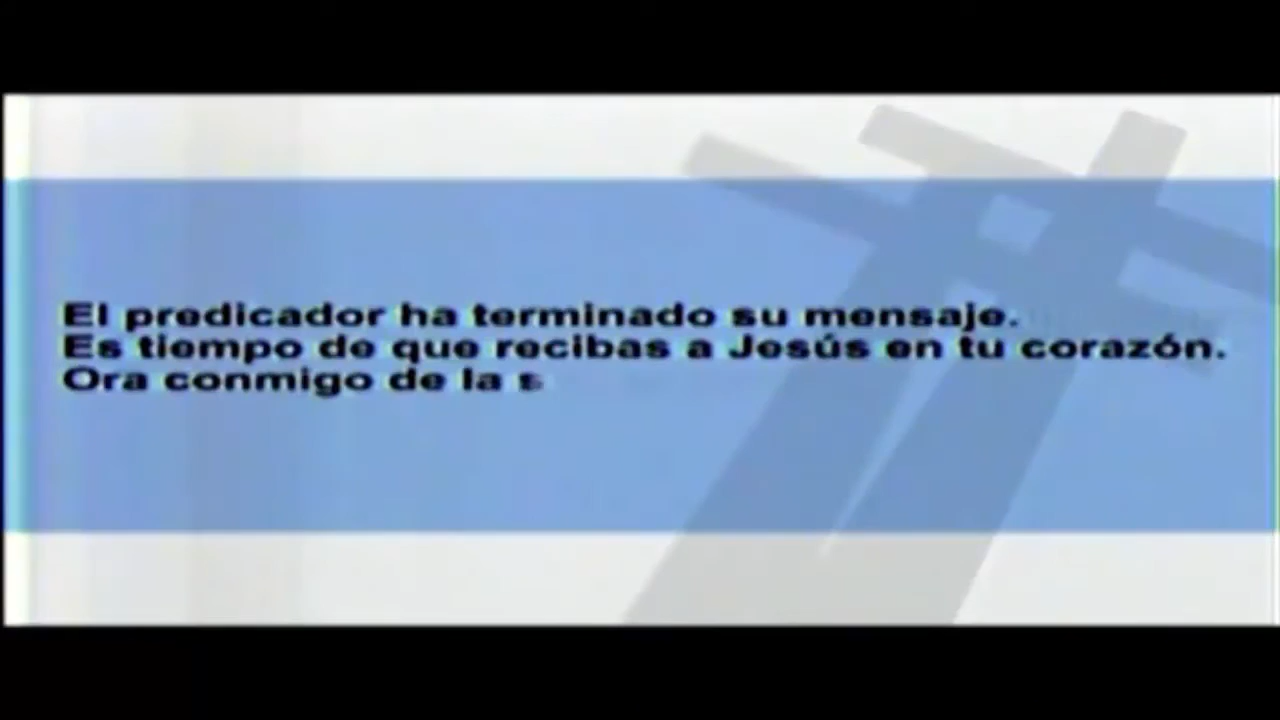 El predicador ha terminado su mensaje.
Es tiempo de que recibas a Jesús en tu corazón.
Ora conmigo de la s